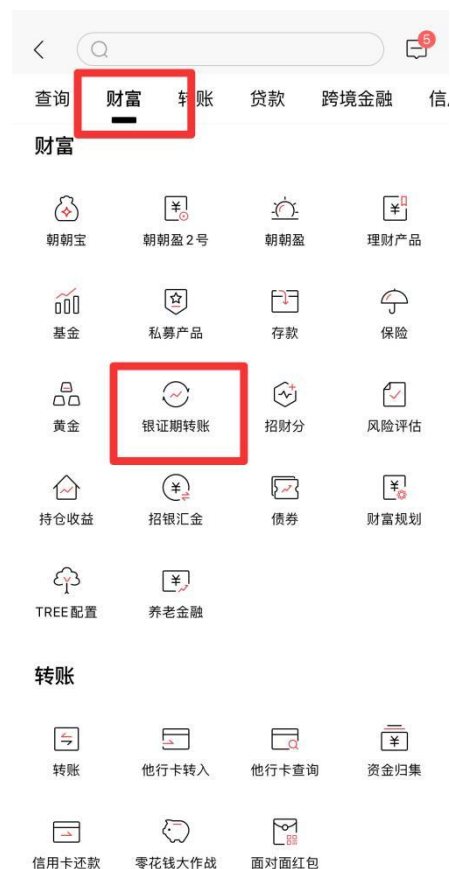 5
查询 财富 转账 贷款 跨境金融 信
财富
朝朝宝 朝朝盈2号 朝朝盈 理财产品
基金 私募产品 存款 保险
黄金 银证期转账 招财分 风险评估
持仓收益 招银汇金 债券 财富规划
TREE配置 养老金融
转账
转账 他行卡转入 他行卡查询 资金归集
信用卡还款 零花钱大作战 面对面红包